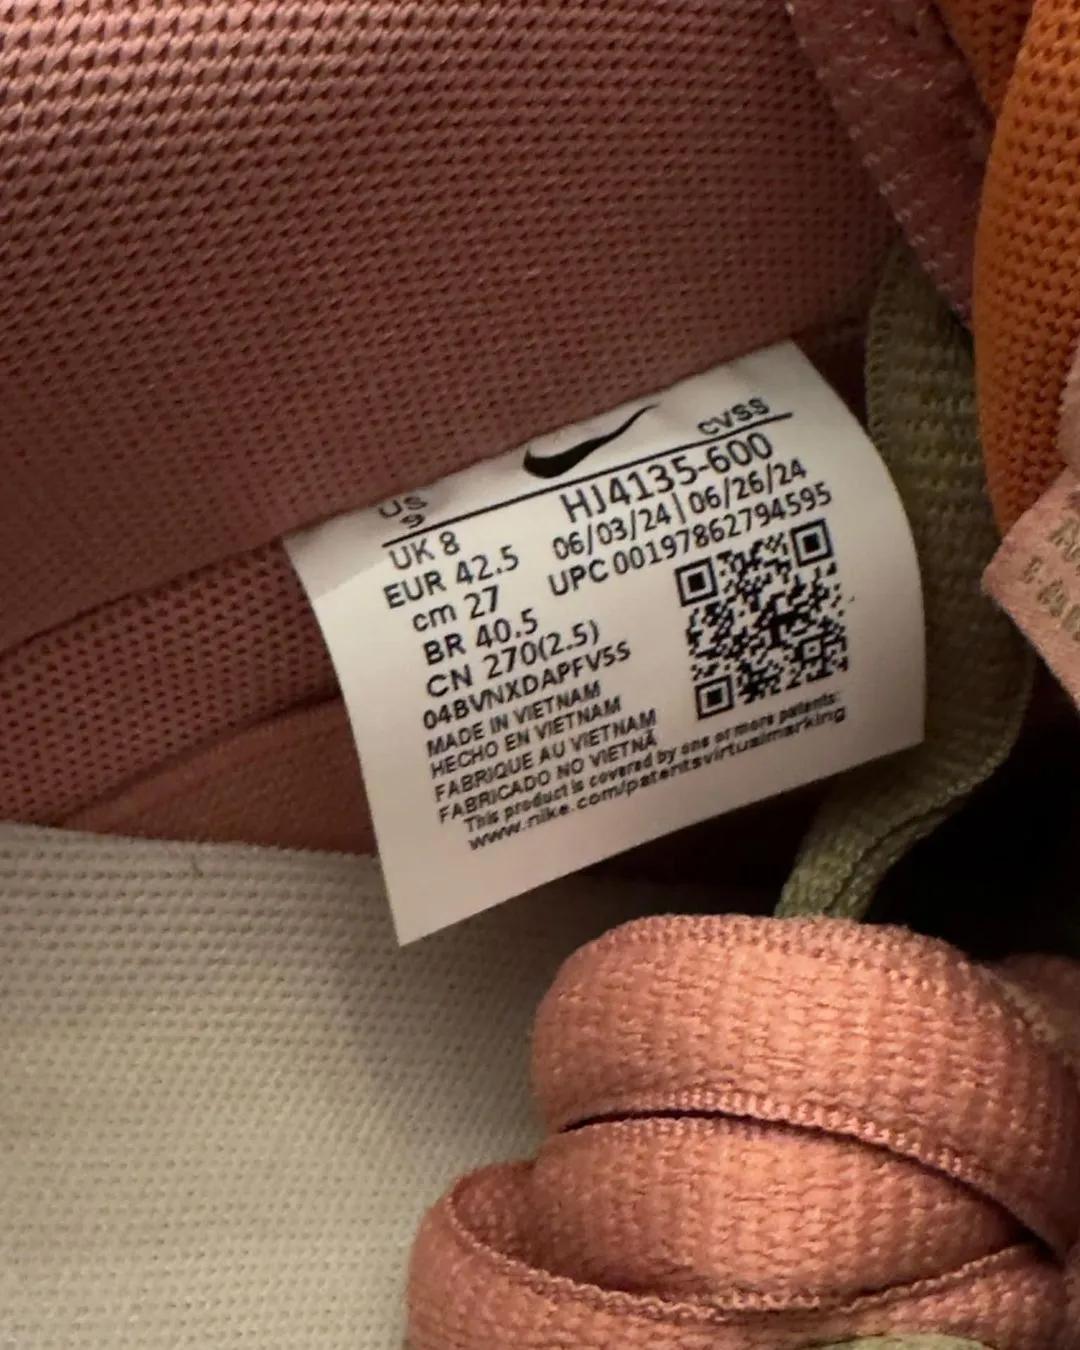 CVSS
US
9
HJ4135-600
UK 8
06/03/24|06/26/24
EUR 42.5
UPC 00197862794595
cm 27
BR 40.5
CN 270(2.5)
04BVNXDAPFV5S
MADE IN VIETNAM
HECHO EN VIETNAM
FABRIQUE AU VIETNAM
FABRICADO NO VIETNÃ
This product is covered by one or more patents:
www.nike.com/patentsvirtualmarking